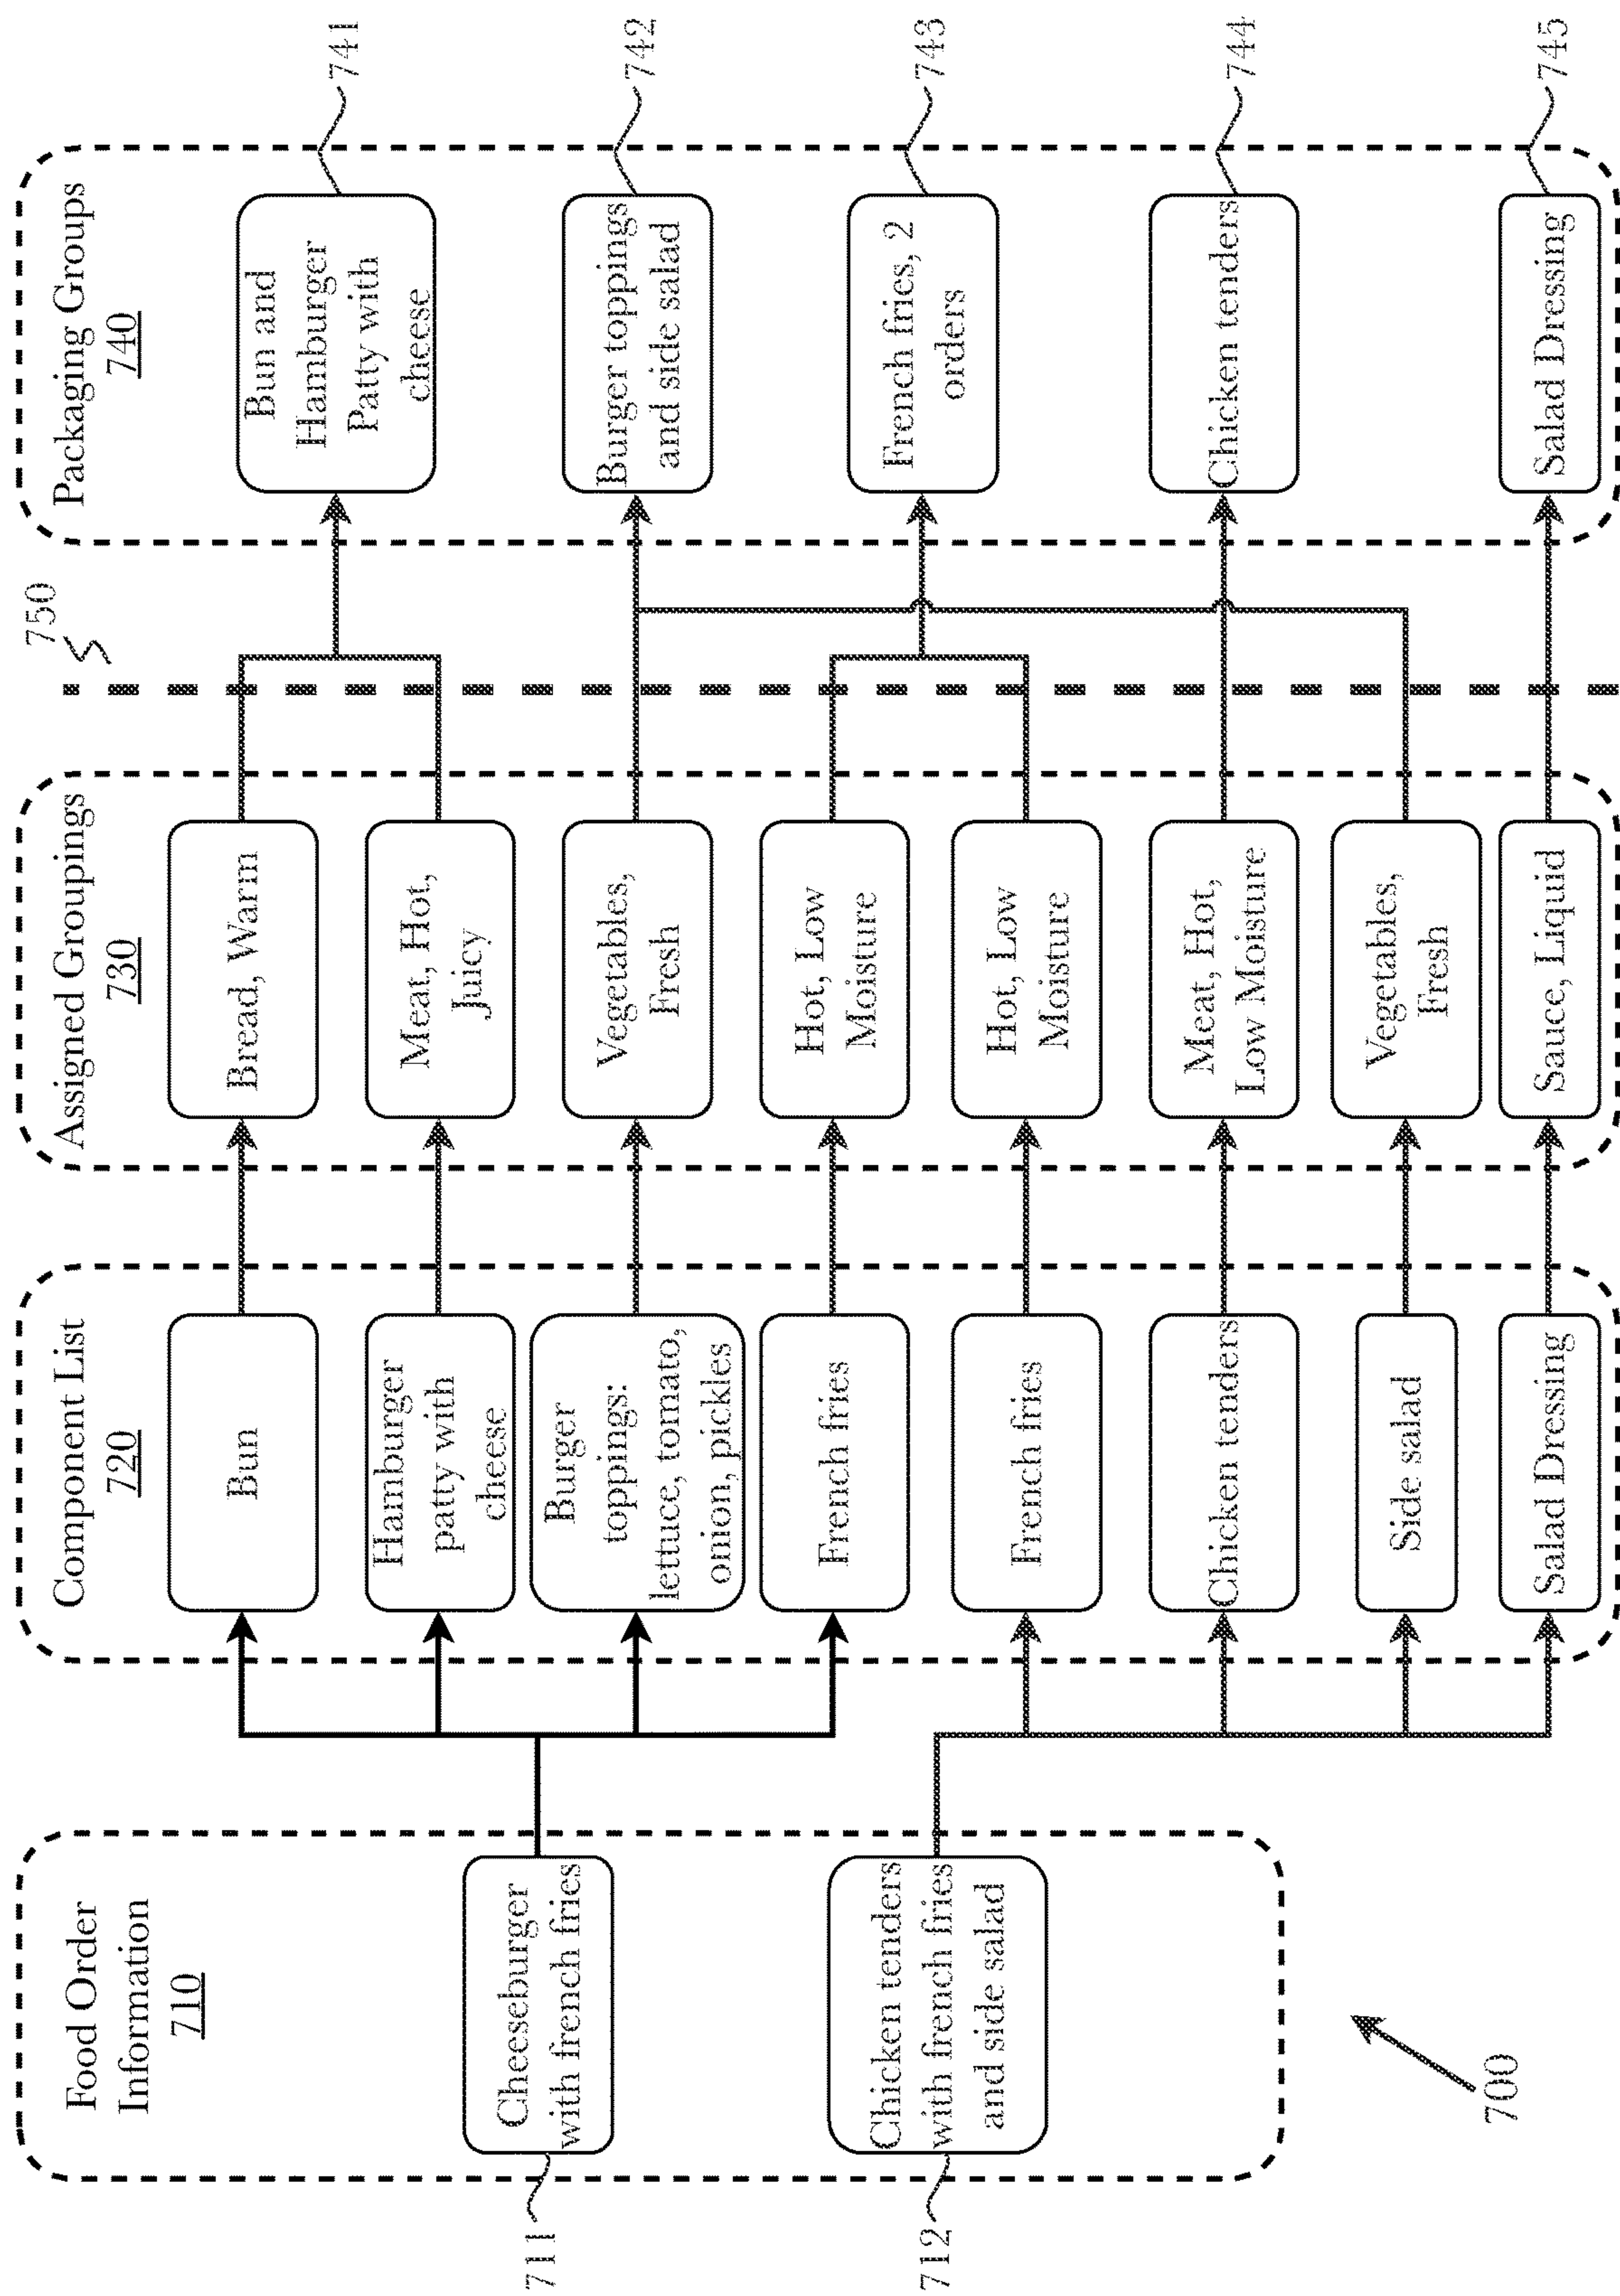 Food Order
Information
710
711
Cheeseburger
with french fries
712
Chicken tenders
with french fries
and side salad
700
Component List
720
Bun
Hamburger
patty with
cheese
Burger
toppings:
lettuce, tomato,
onion, pickles
French fries
French fries
Chicken tenders
Side salad
Salad Dressing
Assigned Groupings
730
Bread, Warm
Meat, Hot,
Juicy
Vegetables,
Fresh
Hot, Low
Moisture
Hot, Low
Moisture
Meat, Hot,
Low Moisture
Vegetables,
Fresh
Sauce, Liquid
750
Packaging Groups
740
Bun and
Hamburger
Patty with
cheese
741
Burger toppings
and side salad
742
French fries, 2
orders
743
Chicken tenders
744
Salad Dressing
745